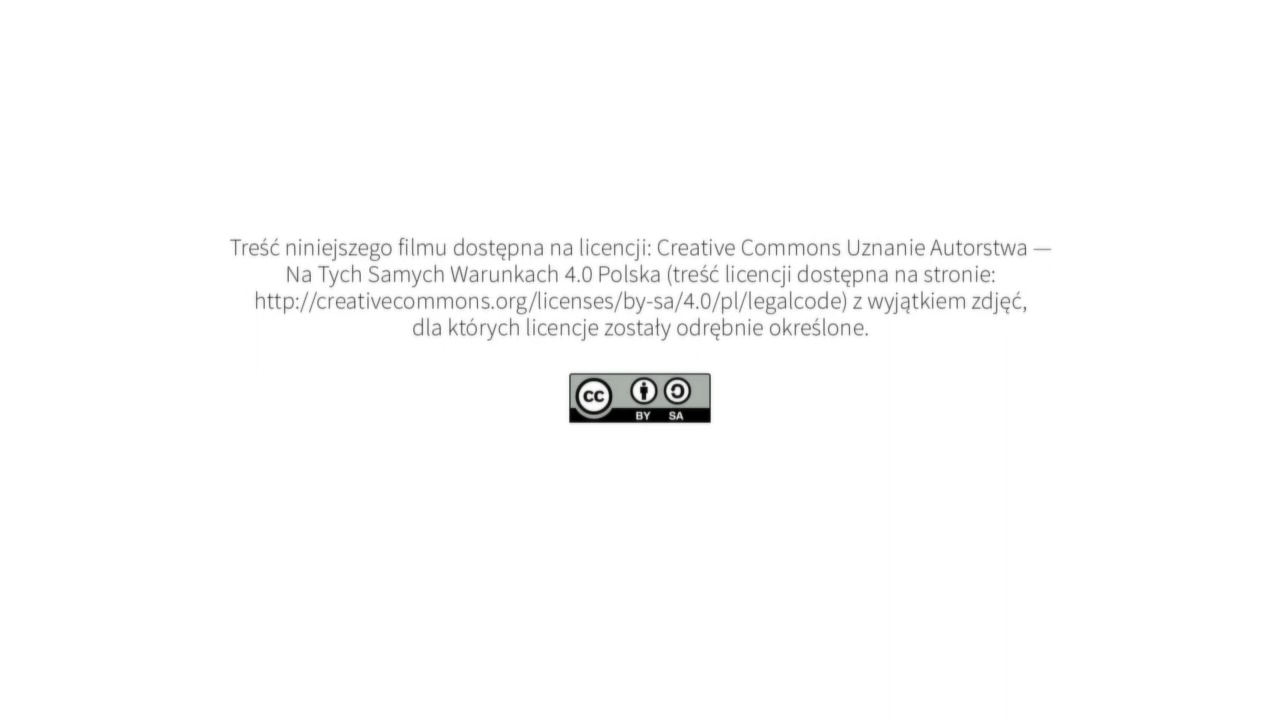 Treść niniejszego filmu dostępna na licencji: Creative Commons Uznanie Autorstwa —
Na Tych Samych Warunkach 4.0 Polska (treść licencji dostępna na stronie:
http://creativecommons.org/licenses/by-sa/4.0/pl/legalcode) z wyjątkiem zdjęć,
dla których licencje zostały odrębnie określone.
cc
BY SA